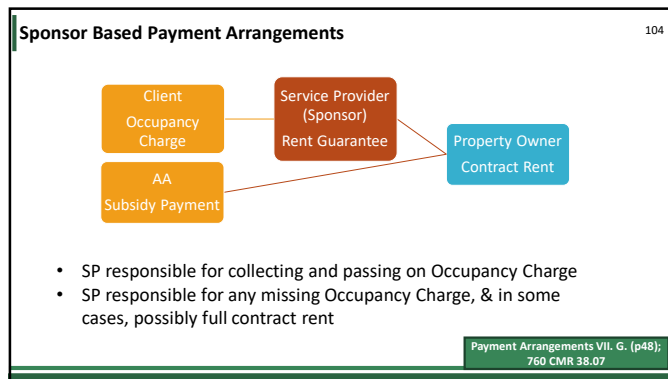 Sponsor Based Payment Arrangements
104
Client
Occupancy
Charge
Service Provider
(Sponsor)
Rent Guarantee
Property Owner
Contract Rent
AA
Subsidy Payment
• SP responsible for collecting and passing on Occupancy Charge
• SP responsible for any missing Occupancy Charge, & in some
cases, possibly full contract rent
Payment Arrangements VII. G. (p48);
760 CMR 38.07